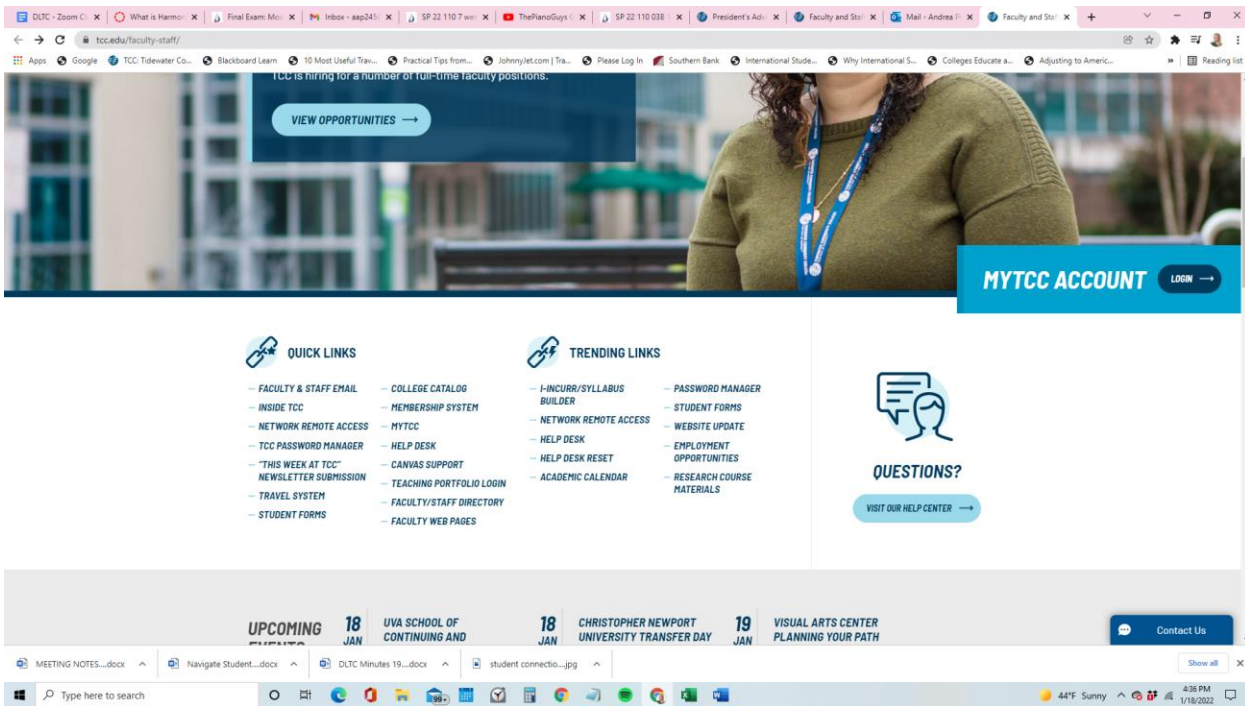 DLTC - Zoom Cl
What is Harmon
Final Exam: Mod
Inbox - aap245
SP 22 110 7 wee
ThePianoGuys
SP 22 110 038
President's Adv
Faculty and Staf
Mail - Andrea P
Faculty and Staf
tcc.edu/faculty-staff/
Apps
Google
TCC: Tidewater Co...
Blackboard Learn
10 Most Useful Trav...
Practical Tips from...
JohnnyJet.com | Tra...
Please Log In
Southern Bank
International Stude...
Why International S...
Colleges Educate a...
Adjusting to Americ...
»
Reading list
TCC is hiring for a number of full-time faculty positions.
VIEW OPPORTUNITIES →
MYTCC ACCOUNT
LOGIN →
QUICK LINKS
— FACULTY & STAFF EMAIL
— INSIDE TCC
— NETWORK REMOTE ACCESS
— TCC PASSWORD MANAGER
— "THIS WEEK AT TCC"
NEWSLETTER SUBMISSION
— TRAVEL SYSTEM
— STUDENT FORMS
— COLLEGE CATALOG
— MEMBERSHIP SYSTEM
— MYTCC
— HELP DESK
— CANVAS SUPPORT
— TEACHING PORTFOLIO LOGIN
— FACULTY/STAFF DIRECTORY
— FACULTY WEB PAGES
TRENDING LINKS
— I-INCURR/SYLLABUS
BUILDER
— NETWORK REMOTE ACCESS
— HELP DESK
— HELP DESK RESET
— ACADEMIC CALENDAR
— PASSWORD MANAGER
— STUDENT FORMS
— WEBSITE UPDATE
— EMPLOYMENT
OPPORTUNITIES
— RESEARCH COURSE
MATERIALS
QUESTIONS?
VISIT OUR HELP CENTER →
UPCOMING
EVENTS
18
JAN
UVA SCHOOL OF
CONTINUING AND
18
JAN
CHRISTOPHER NEWPORT
UNIVERSITY TRANSFER DAY
19
JAN
VISUAL ARTS CENTER
PLANNING YOUR PATH
Contact Us
MEETING NOTES....docx
Navigate Student....docx
DLTC Minutes 19....docx
student connectio....jpg
Show all
Type here to search
99+
44°F Sunny
4:36 PM
1/18/2022